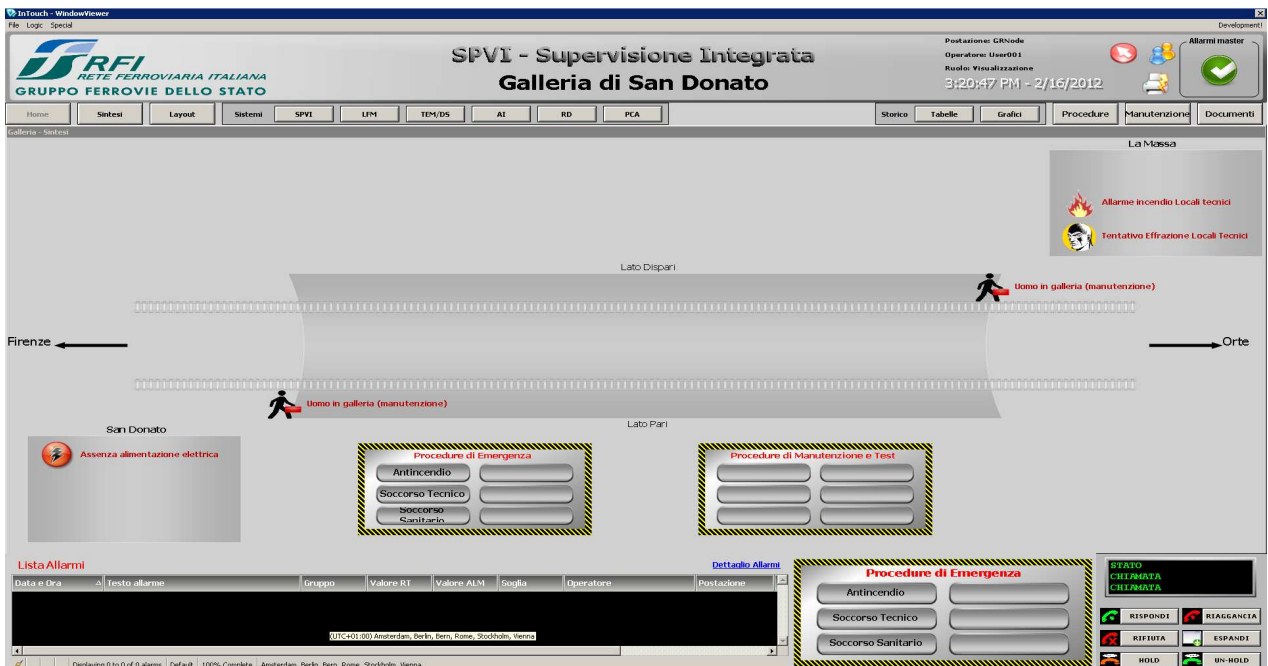 InTouch - WindowViewer
File Logic Special
Development!
RFI
RETE FERROVIARIA ITALIANA
GRUPPO FERROVIE DELLO STATO
SPVI - Supervisione Integrata
Galleria di San Donato
Postazione: GRNode
Operatore: User001
Ruolo: Visualizzazione
3:20:47 PM - 2/16/2012
Allarmi master
Home Sintesi Layout Sistemi SPVI LFM TEM/DS AI RD PCA Storico Tabelle Grafici Procedure Manutenzione Documenti
Galleria - Sintesi
La Massa
Allarme incendio Locali tecnici
Tentativo Effrazione Locali Tecnici
Lato Dispari
Uomo in galleria (manutenzione)
Firenze
Orte
Uomo in galleria (manutenzione)
Lato Pari
San Donato
Assenza alimentazione elettrica
Procedure di Emergenza
Antincendio
Soccorso Tecnico
Soccorso
Sanitario
Procedure di Manutenzione e Test
Lista Allarmi
Dettaglio Allarmi
Data e Ora Testo allarme Gruppo Valore RT Valore ALM Soglia Operatore Postazione
(UTC+01:00) Amsterdam, Berlin, Bern, Rome, Stockholm, Vienna
Displaying 0 to 0 of 0 alarms Default 100% Complete Amsterdam, Berlin, Bern, Rome, Stockholm, Vienna
Procedure di Emergenza
Antincendio
Soccorso Tecnico
Soccorso Sanitario
STATO
CHIAMATA
CHIAMATA
RISPONDI RIAGGANCIA
RIFIUTA ESPANDI
HOLD UN-HOLD